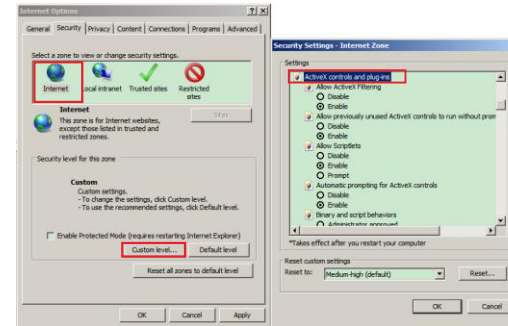 Internet Options
General Security Privacy Content Connections Programs Advanced
Select a zone to view or change security settings.
Internet Local intranet Trusted sites Restricted sites
Internet
This zone is for Internet websites,
except those listed in trusted and
restricted zones.
Sites
Security level for this zone
Custom
Custom settings.
- To change the settings, click Custom level.
- To use the recommended settings, click Default level.
Enable Protected Mode (requires restarting Internet Explorer)
Custom level... Default level
Reset all zones to default level
OK Cancel Apply
Security Settings - Internet Zone
Settings
ActiveX controls and plug-ins
Allow ActiveX Filtering
Disable
Enable
Allow previously unused ActiveX controls to run without prom
Disable
Enable
Allow Scriptlets
Disable
Enable
Prompt
Automatic prompting for ActiveX controls
Disable
Enable
Binary and script behaviors
Administrator approved
*Takes effect after you restart your computer
Reset custom settings
Reset to: Medium-high (default) Reset...
OK Cancel